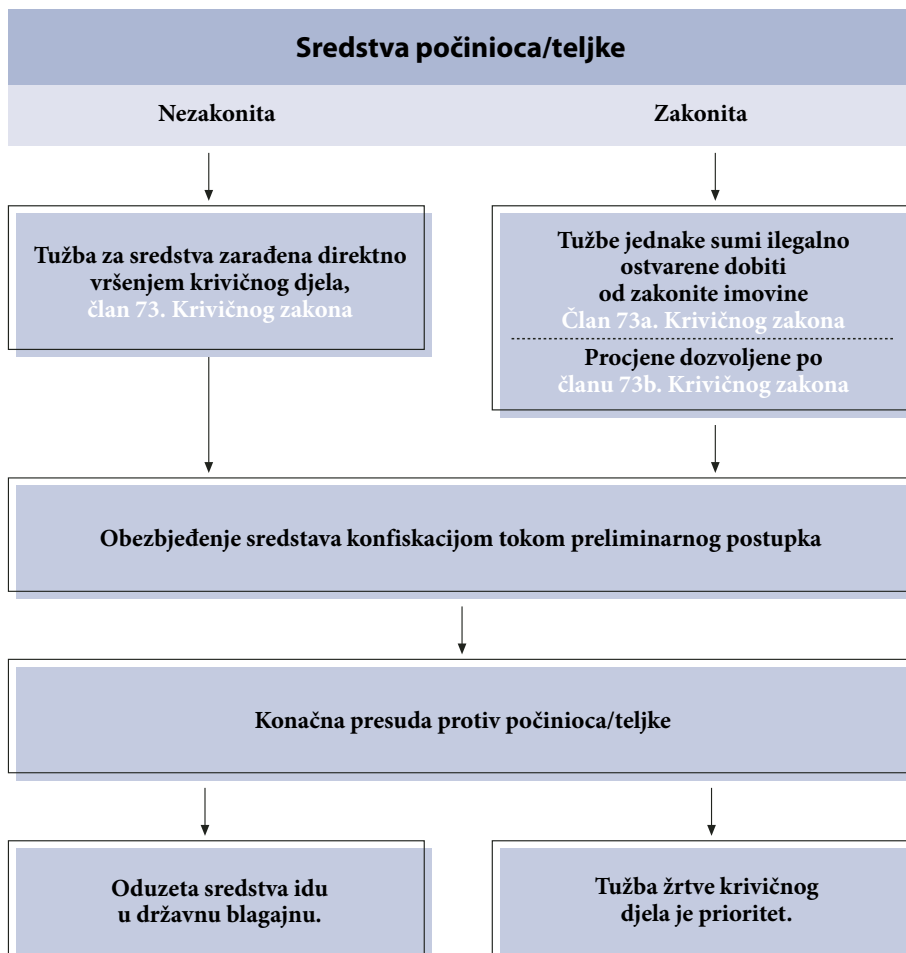 Sredstva počinioca/teljke
Nezakonita
Zakonita
Tužba za sredstva zarađena direktno
vršenjem krivičnog djela,
član 73. Krivičnog zakona
Tužbe jednake sumi ilegalno
ostvarene dobiti
od zakonite imovine
Član 73a. Krivičnog zakona
Procjene dozvoljene po
članu 73b. Krivičnog zakona
Obezbjeđenje sredstava konfiskacijom tokom preliminarnog postupka
Konačna presuda protiv počinioca/teljke
Oduzeta sredstva idu
u državnu blagajnu.
Tužba žrtve krivičnog
djela je prioritet.